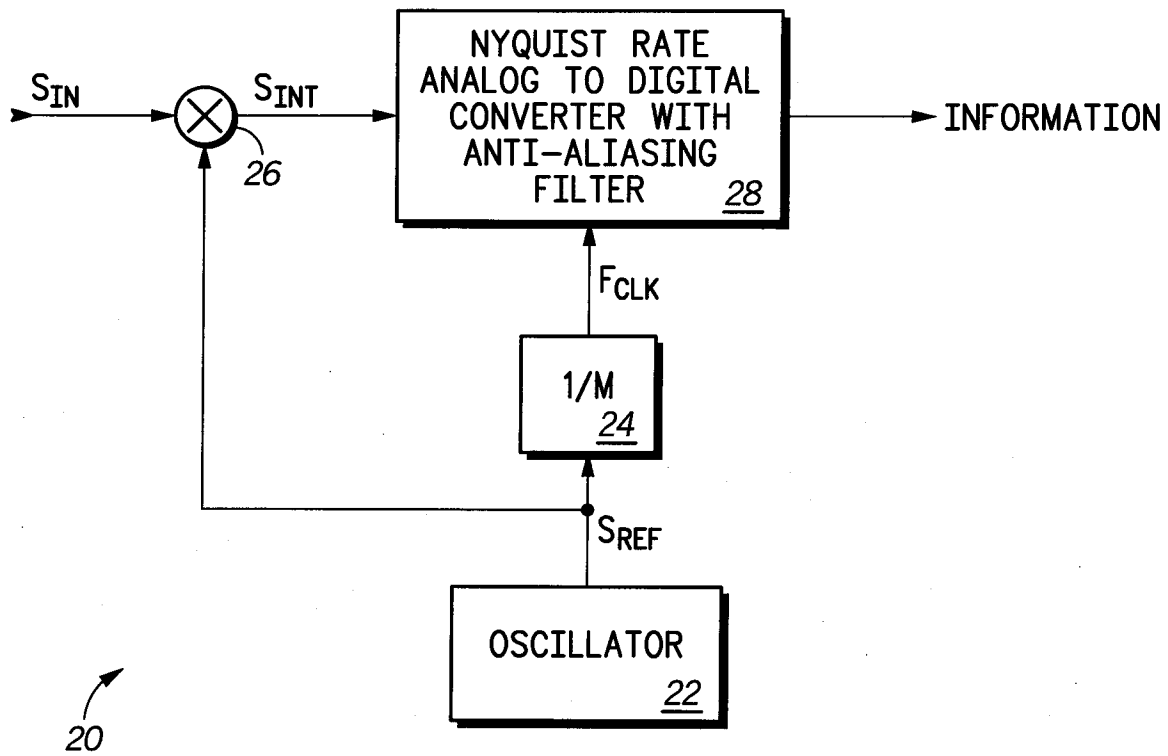 S_IN
S_INT
26
NYQUIST RATE
ANALOG TO DIGITAL
CONVERTER WITH
ANTI-ALIASING
FILTER
28
INFORMATION
F_CLK
1/M
24
S_REF
OSCILLATOR
22
20